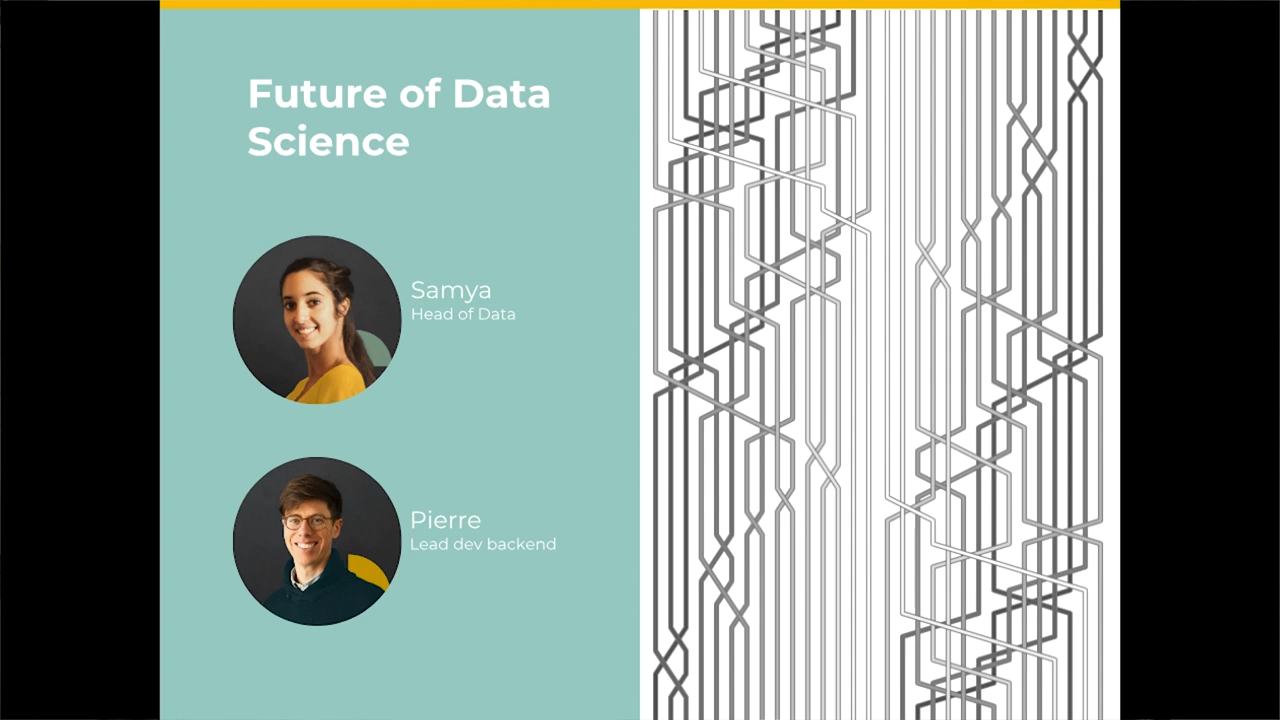 Future of Data
Science
Samya
Head of Data
Pierre
Lead dev backend